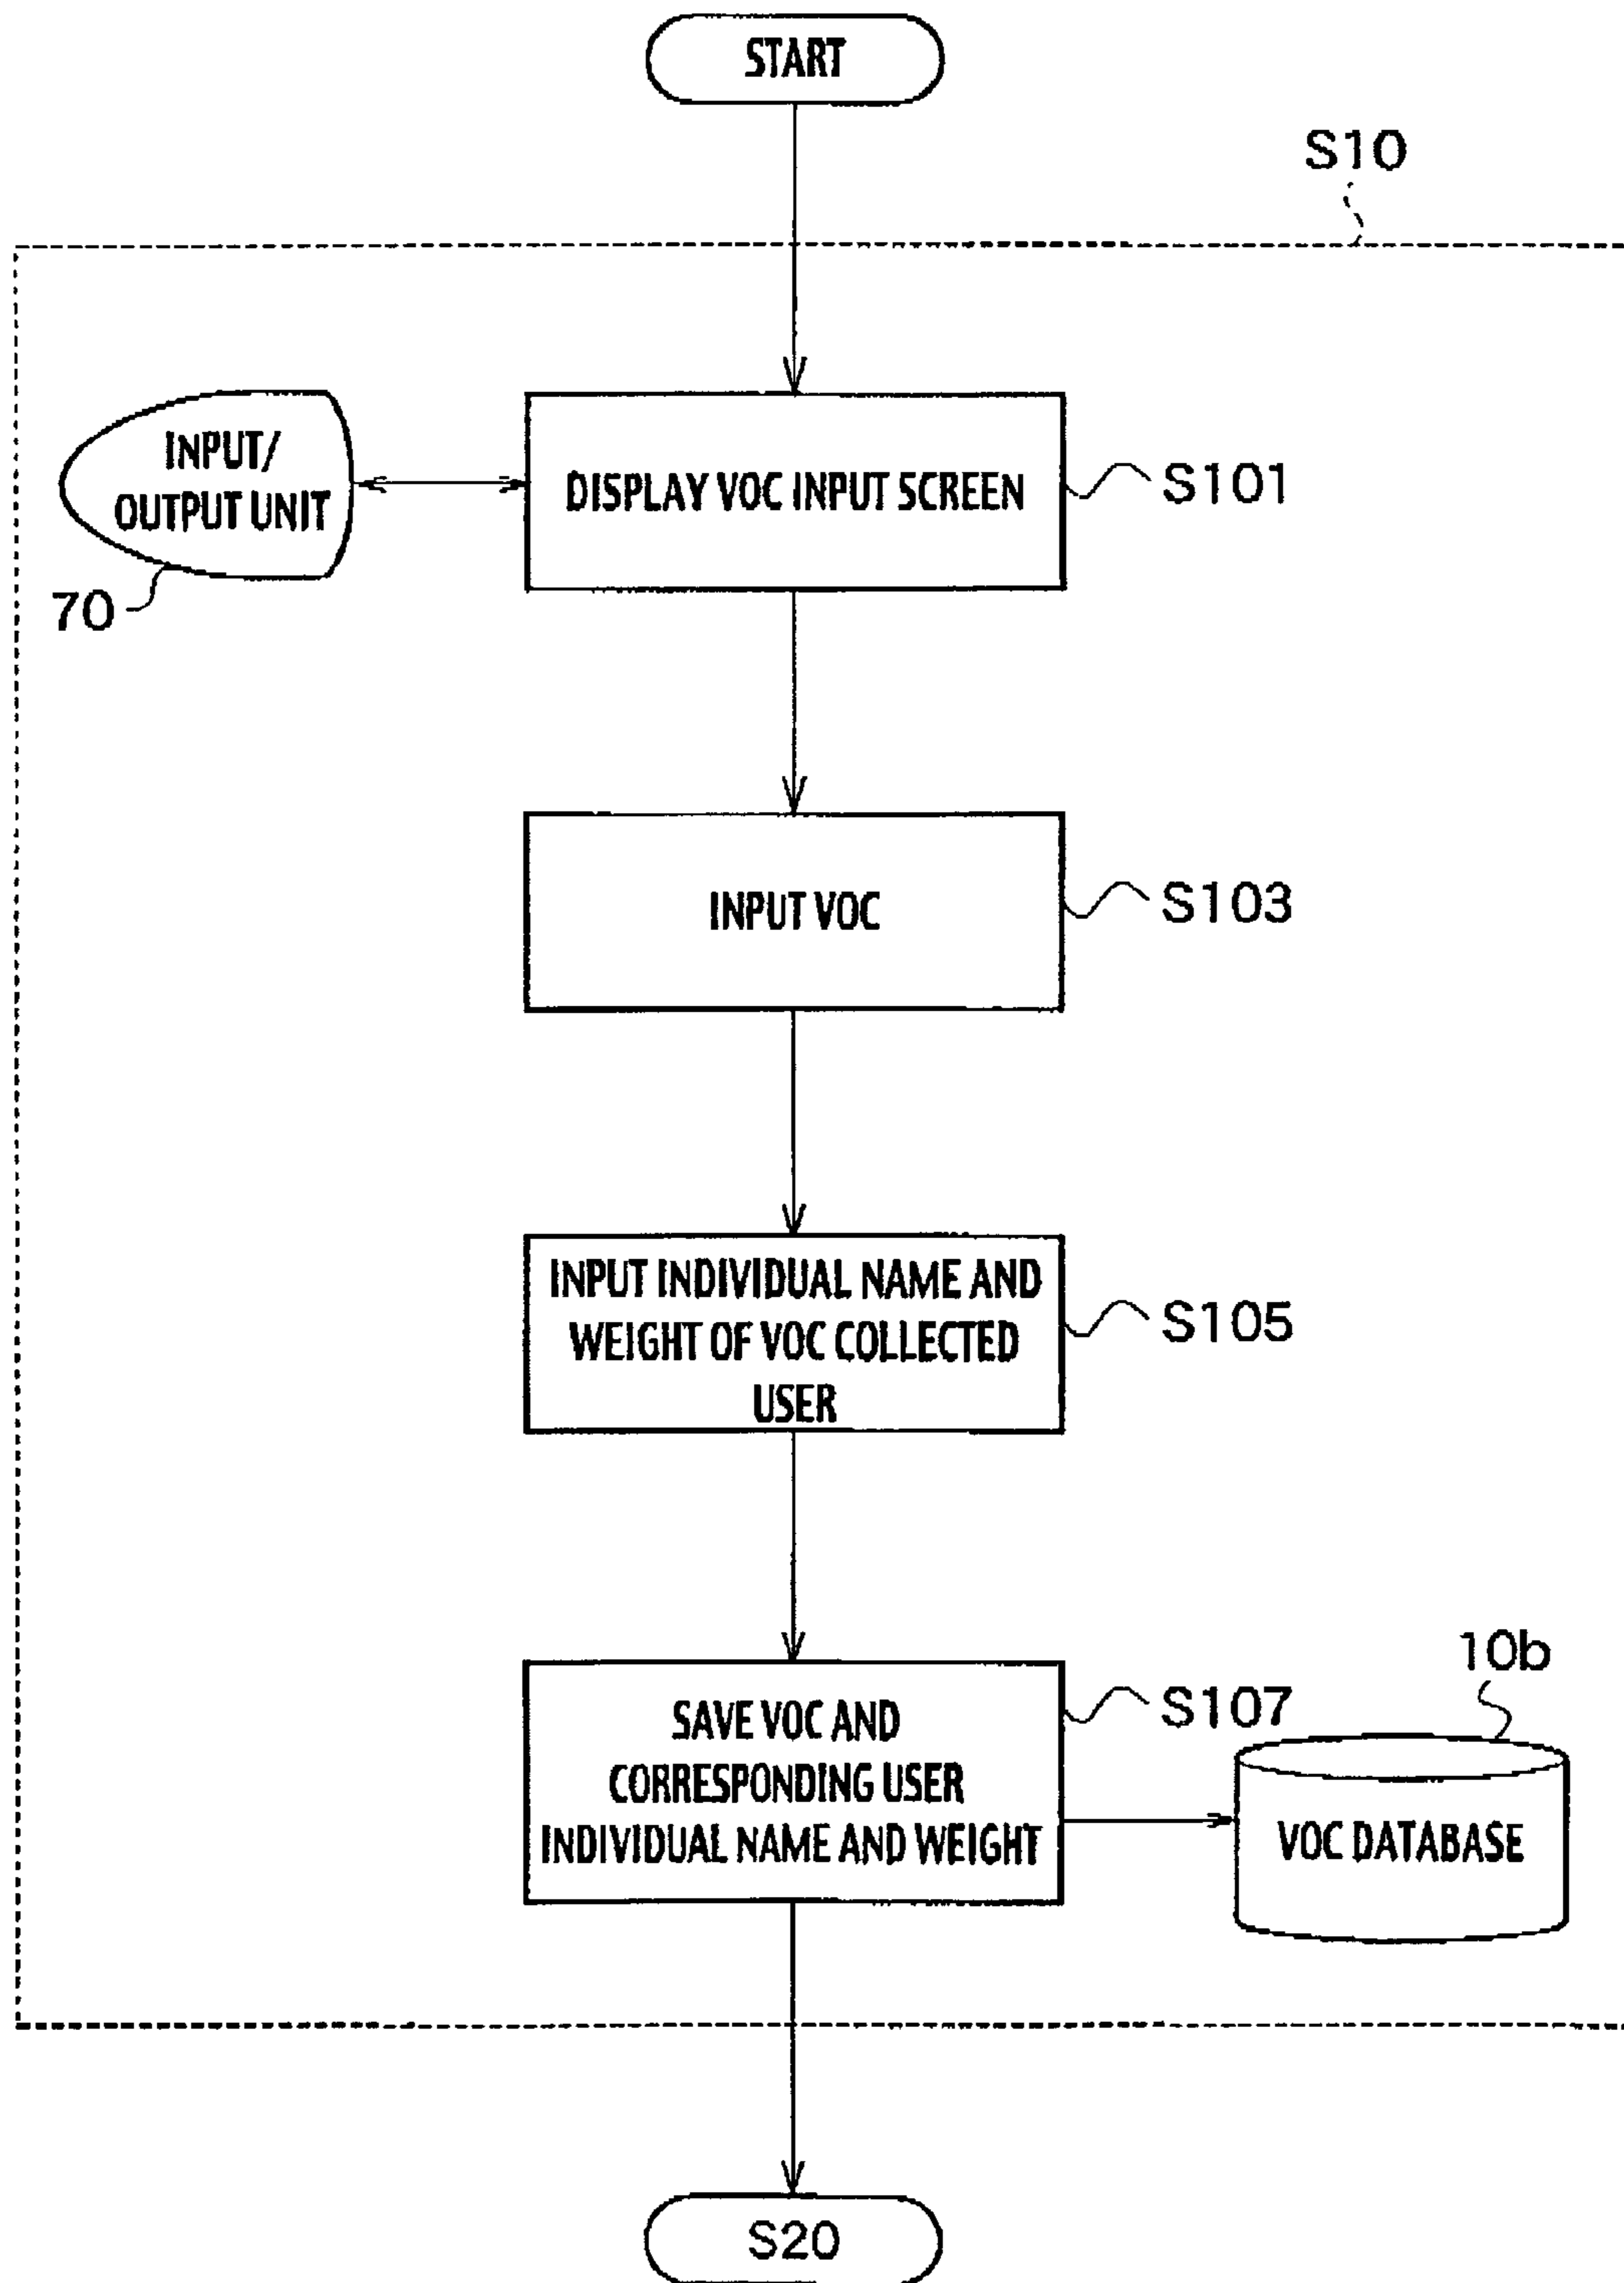 START
S10
INPUT/
OUTPUT UNIT
70
DISPLAY VOC INPUT SCREEN
S101
INPUT VOC
S103
INPUT INDIVIDUAL NAME AND
WEIGHT OF VOC COLLECTED
USER
S105
SAVE VOC AND
CORRESPONDING USER
INDIVIDUAL NAME AND WEIGHT
S107
10b
VOC DATABASE
S20